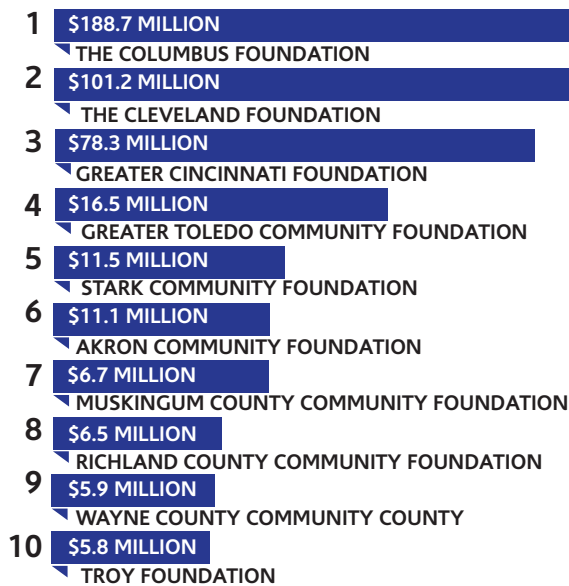 1 $188.7 MILLION
THE COLUMBUS FOUNDATION
2 $101.2 MILLION
THE CLEVELAND FOUNDATION
3 $78.3 MILLION
GREATER CINCINNATI FOUNDATION
4 $16.5 MILLION
GREATER TOLEDO COMMUNITY FOUNDATION
5 $11.5 MILLION
STARK COMMUNITY FOUNDATION
6 $11.1 MILLION
AKRON COMMUNITY FOUNDATION
7 $6.7 MILLION
MUSKINGUM COUNTY COMMUNITY FOUNDATION
8 $6.5 MILLION
RICHLAND COUNTY COMMUNITY FOUNDATION
9 $5.9 MILLION
WAYNE COUNTY COMMUNITY COUNTY
10 $5.8 MILLION
TROY FOUNDATION